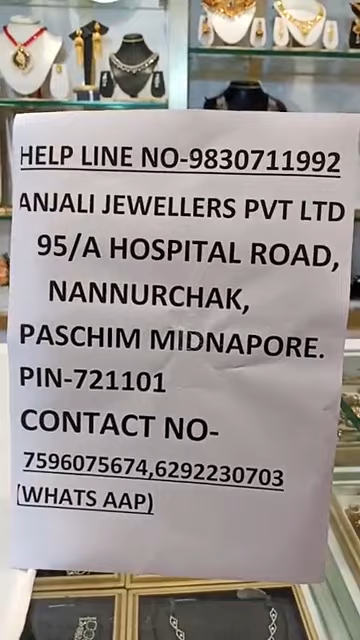 HELP LINE NO-9830711992
ANJALI JEWELLERS PVT LTD
95/A HOSPITAL ROAD,
NANNURCHAK,
PASCHIM MIDNAPORE.
PIN-721101
CONTACT NO-
7596075674,6292230703
(WHATS AAP)